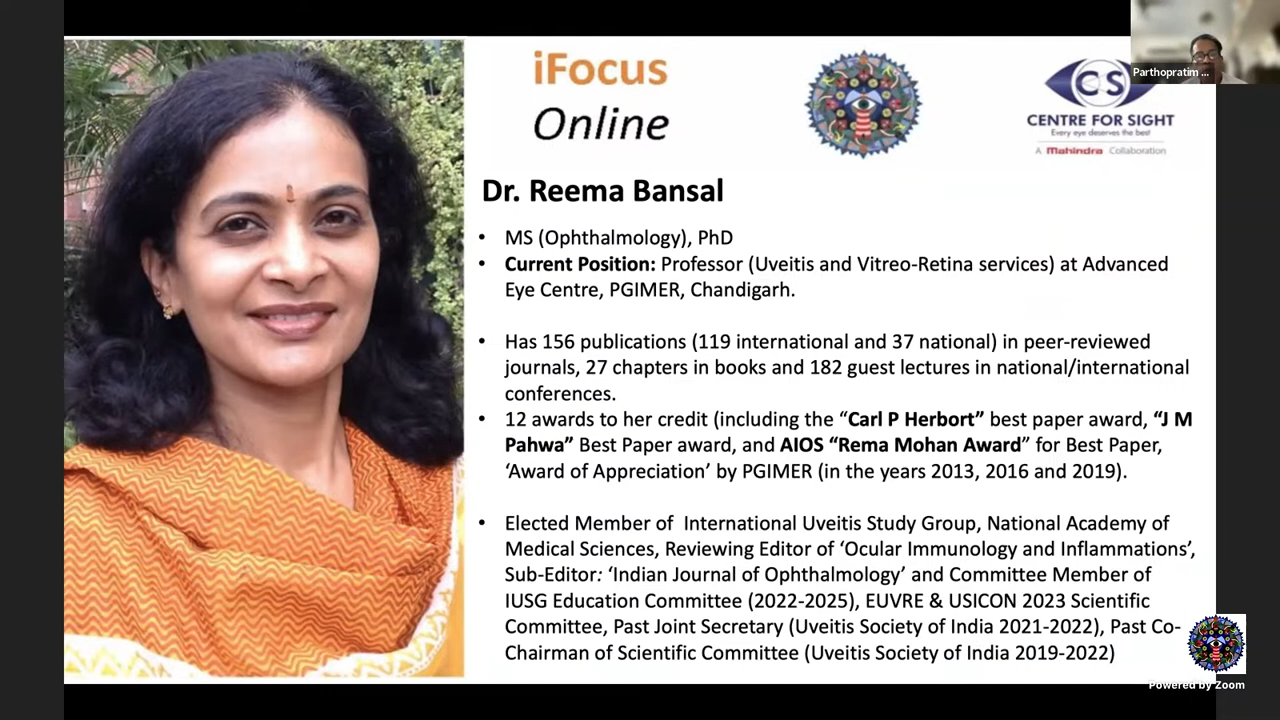 iFocus
Online
CS
CENTRE FOR SIGHT
Every eye deserves the best
A Mahindra Collaboration
Parthopratim ...
Dr. Reema Bansal
• MS (Ophthalmology), PhD
• Current Position: Professor (Uveitis and Vitreo-Retina services) at Advanced
Eye Centre, PGIMER, Chandigarh.
• Has 156 publications (119 international and 37 national) in peer-reviewed
journals, 27 chapters in books and 182 guest lectures in national/international
conferences.
• 12 awards to her credit (including the “Carl P Herbort” best paper award, “J M
Pahwa” Best Paper award, and AIOS “Rema Mohan Award” for Best Paper,
‘Award of Appreciation’ by PGIMER (in the years 2013, 2016 and 2019).
• Elected Member of International Uveitis Study Group, National Academy of
Medical Sciences, Reviewing Editor of ‘Ocular Immunology and Inflammations’,
Sub-Editor: ‘Indian Journal of Ophthalmology’ and Committee Member of
IUSG Education Committee (2022-2025), EUVRE & USICON 2023 Scientific
Committee, Past Joint Secretary (Uveitis Society of India 2021-2022), Past Co-
Chairman of Scientific Committee (Uveitis Society of India 2019-2022)
Powered by Zoom